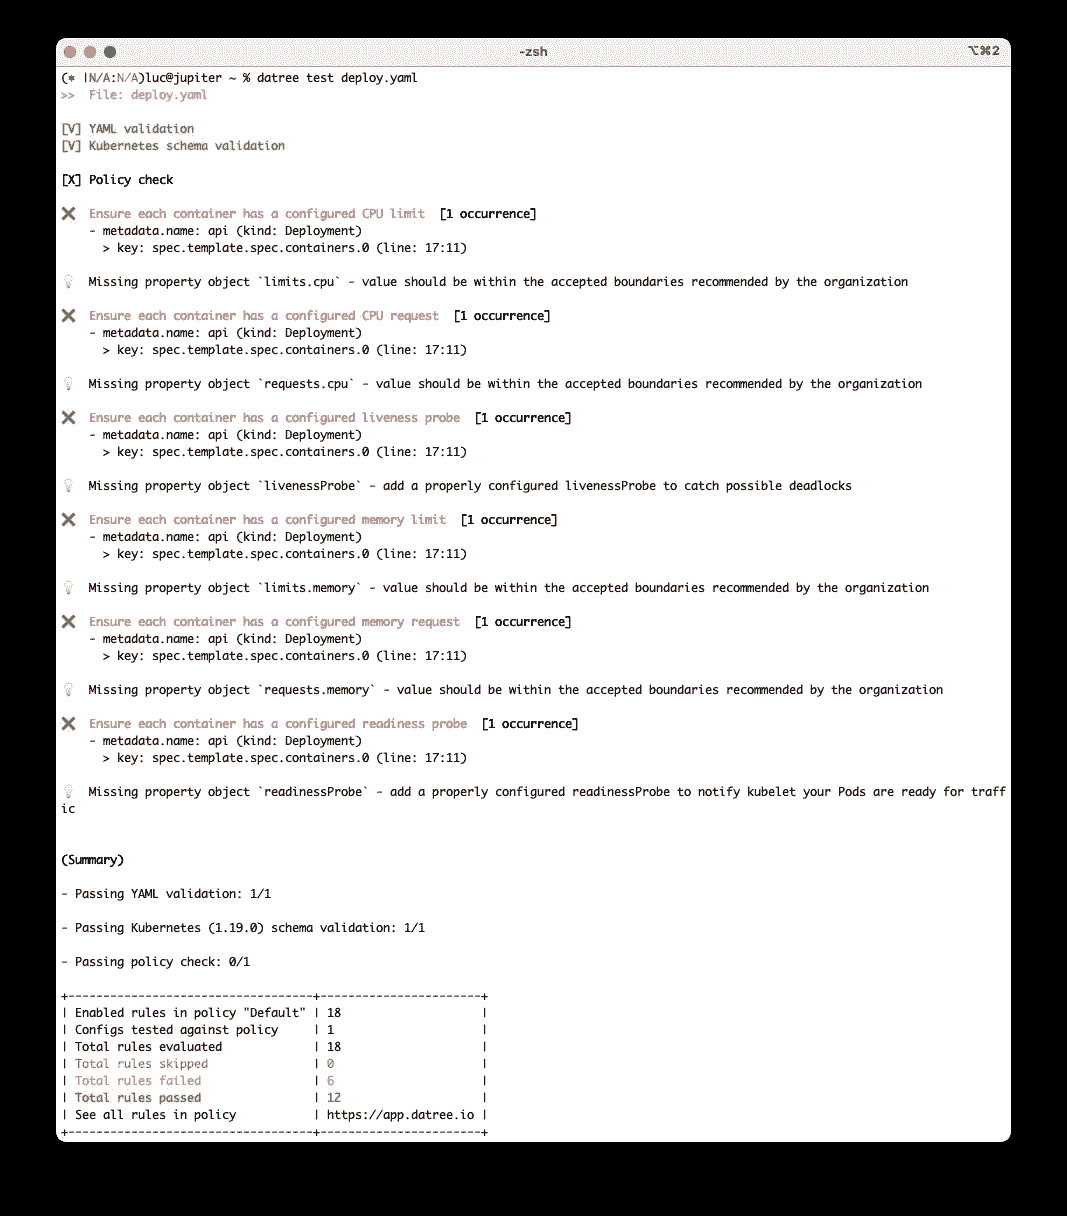 -zsh
⌥⌘2
(* |N/A:N/A)luc@jupiter ~ % datree test deploy.yaml
>>  File: deploy.yaml
[V] YAML validation
[V] Kubernetes schema validation
[X] Policy check
❌  Ensure each container has a configured CPU limit  [1 occurrence]
    - metadata.name: api (kind: Deployment)
      > key: spec.template.spec.containers.0 (line: 17:11)
💡  Missing property object `limits.cpu` - value should be within the accepted boundaries recommended by the organization
❌  Ensure each container has a configured CPU request  [1 occurrence]
    - metadata.name: api (kind: Deployment)
      > key: spec.template.spec.containers.0 (line: 17:11)
💡  Missing property object `requests.cpu` - value should be within the accepted boundaries recommended by the organization
❌  Ensure each container has a configured liveness probe  [1 occurrence]
    - metadata.name: api (kind: Deployment)
      > key: spec.template.spec.containers.0 (line: 17:11)
💡  Missing property object `livenessProbe` - add a properly configured livenessProbe to catch possible deadlocks
❌  Ensure each container has a configured memory limit  [1 occurrence]
    - metadata.name: api (kind: Deployment)
      > key: spec.template.spec.containers.0 (line: 17:11)
💡  Missing property object `limits.memory` - value should be within the accepted boundaries recommended by the organization
❌  Ensure each container has a configured memory request  [1 occurrence]
    - metadata.name: api (kind: Deployment)
      > key: spec.template.spec.containers.0 (line: 17:11)
💡  Missing property object `requests.memory` - value should be within the accepted boundaries recommended by the organization
❌  Ensure each container has a configured readiness probe  [1 occurrence]
    - metadata.name: api (kind: Deployment)
      > key: spec.template.spec.containers.0 (line: 17:11)
💡  Missing property object `readinessProbe` - add a properly configured readinessProbe to notify kubelet your Pods are ready for traff
ic
(Summary)
- Passing YAML validation: 1/1
- Passing Kubernetes (1.19.0) schema validation: 1/1
- Passing policy check: 0/1
+-----------------------------------+-----------------------+
| Enabled rules in policy "Default" | 18                    |
| Configs tested against policy     | 1                     |
| Total rules evaluated             | 18                    |
| Total rules skipped               | 0                     |
| Total rules failed                | 6                     |
| Total rules passed                | 12                    |
| See all rules in policy           | https://app.datree.io |
+-----------------------------------+-----------------------+